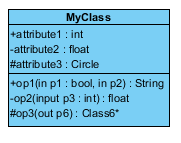 MyClass
+attribute1 : int
-attribute2 : float
#attribute3 : Circle
+op1(in p1 : bool, in p2) : String
-op2(input p3 : int) : float
#op3(out p6) : Class6*